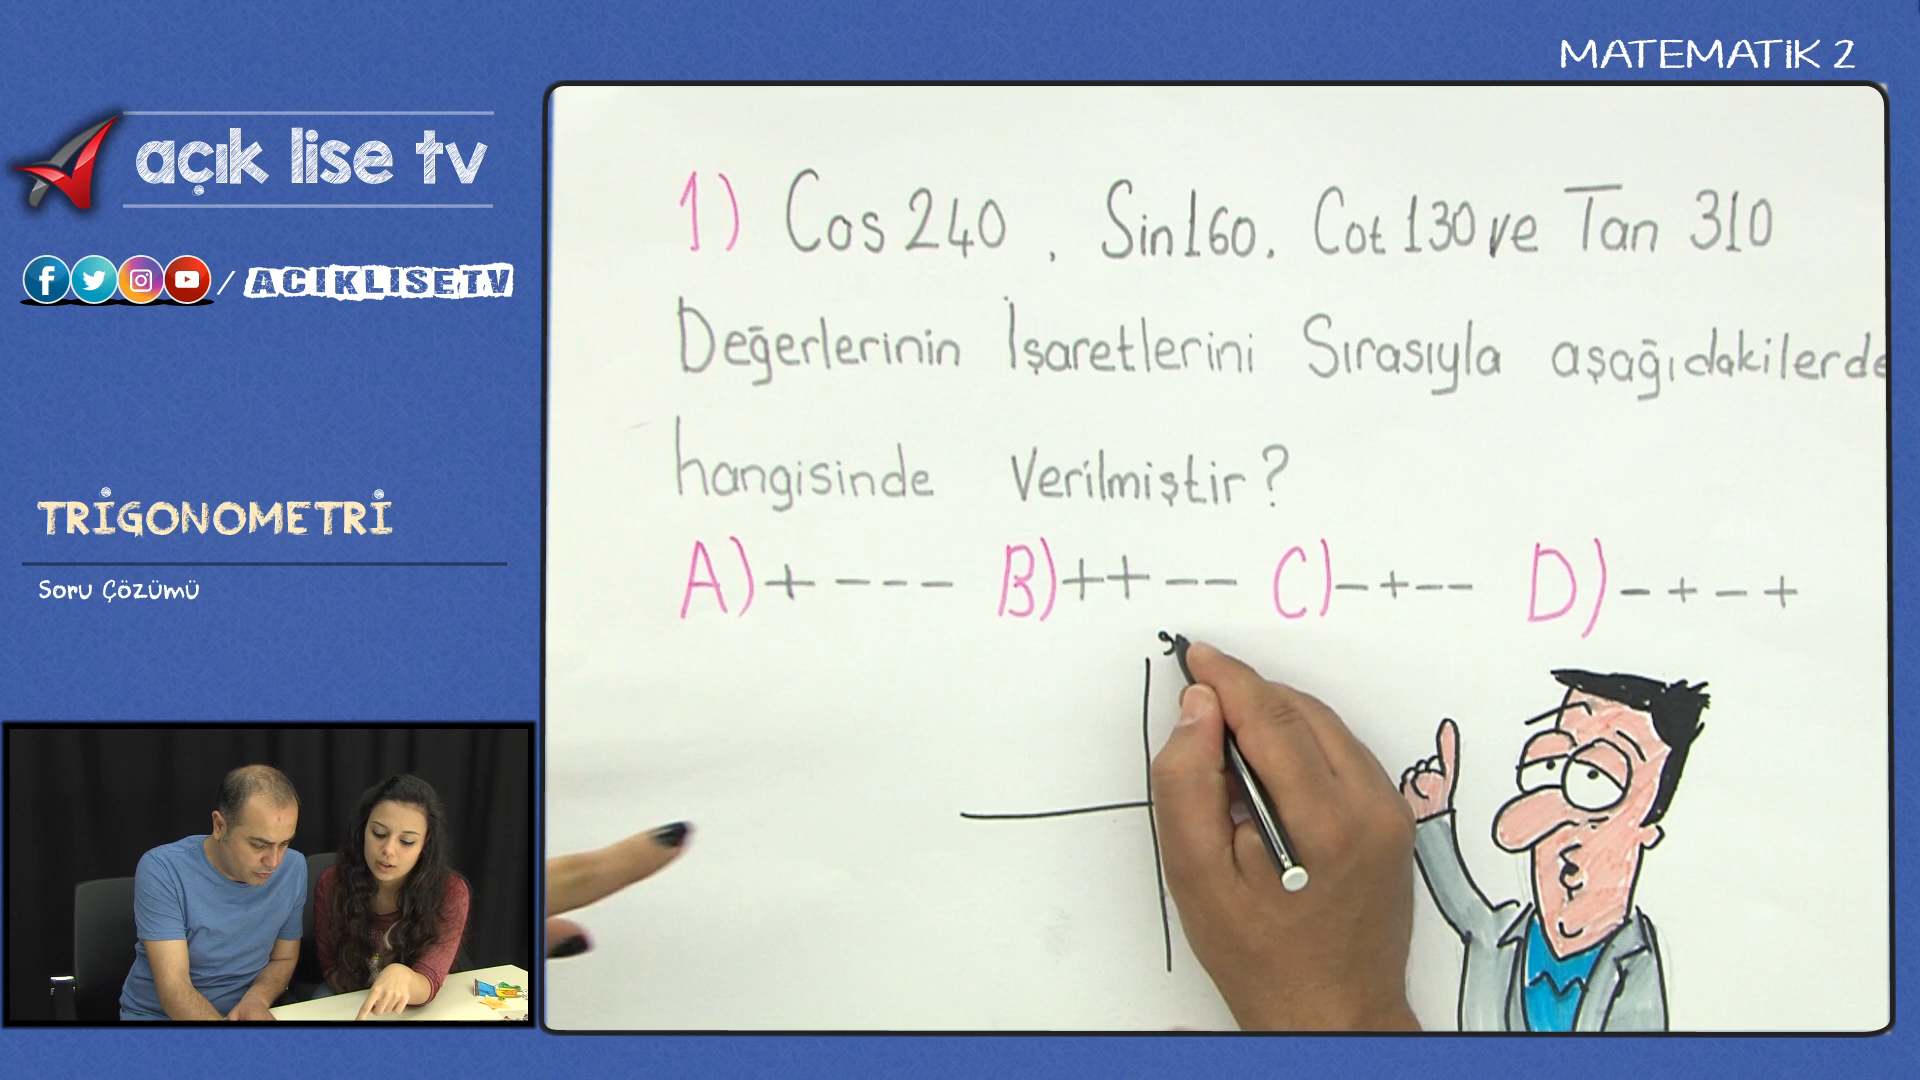 MATEMATİK 2
açık lise tv
/ ACIKLISETV
TRİGONOMETRİ
Soru Çözümü
1) Cos 240 , Sin160, Cot 130 ve Tan 310
Değerlerinin İşaretlerini Sırasıyla aşağıdakilerde
hangisinde Verilmiştir?
A) + - - - B) + + - - C) - + - - D) - + - +